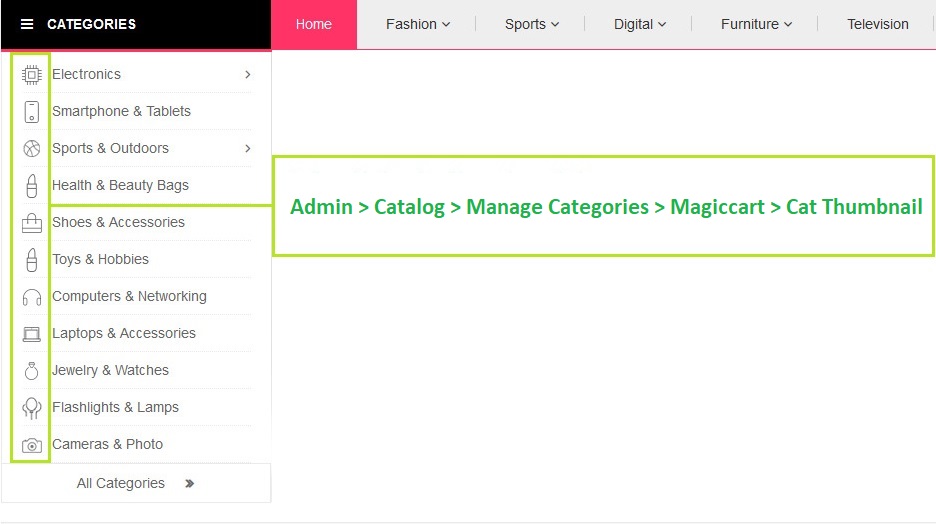 CATEGORIES
Home
Fashion
Sports
Digital
Furniture
Television
Electronics
Smartphone & Tablets
Sports & Outdoors
Health & Beauty Bags
Shoes & Accessories
Toys & Hobbies
Computers & Networking
Laptops & Accessories
Jewelry & Watches
Flashlights & Lamps
Cameras & Photo
All Categories
Admin > Catalog > Manage Categories > Magiccart > Cat Thumbnail